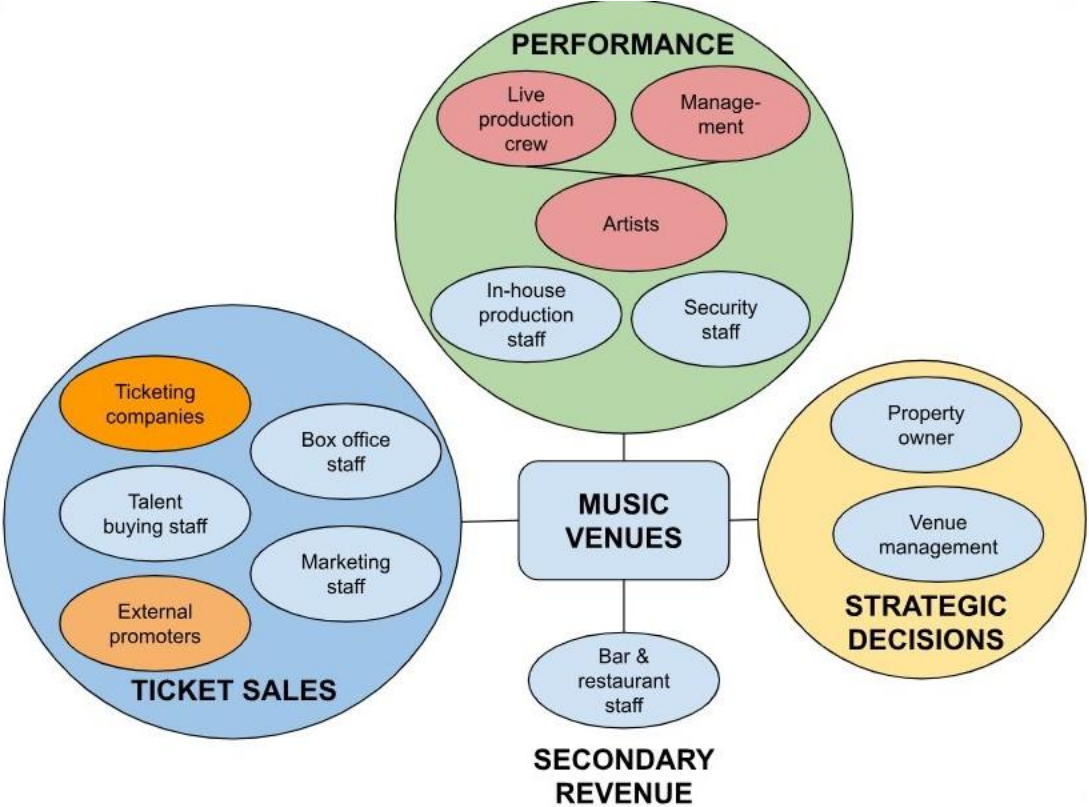 PERFORMANCE
Live
production
crew
Manage-
ment
Artists
In-house
production
staff
Security
staff
Ticketing
companies
Box office
staff
Talent
buying staff
Marketing
staff
External
promoters
TICKET SALES
MUSIC
VENUES
Property
owner
Venue
management
STRATEGIC
DECISIONS
Bar &
restaurant
staff
SECONDARY
REVENUE